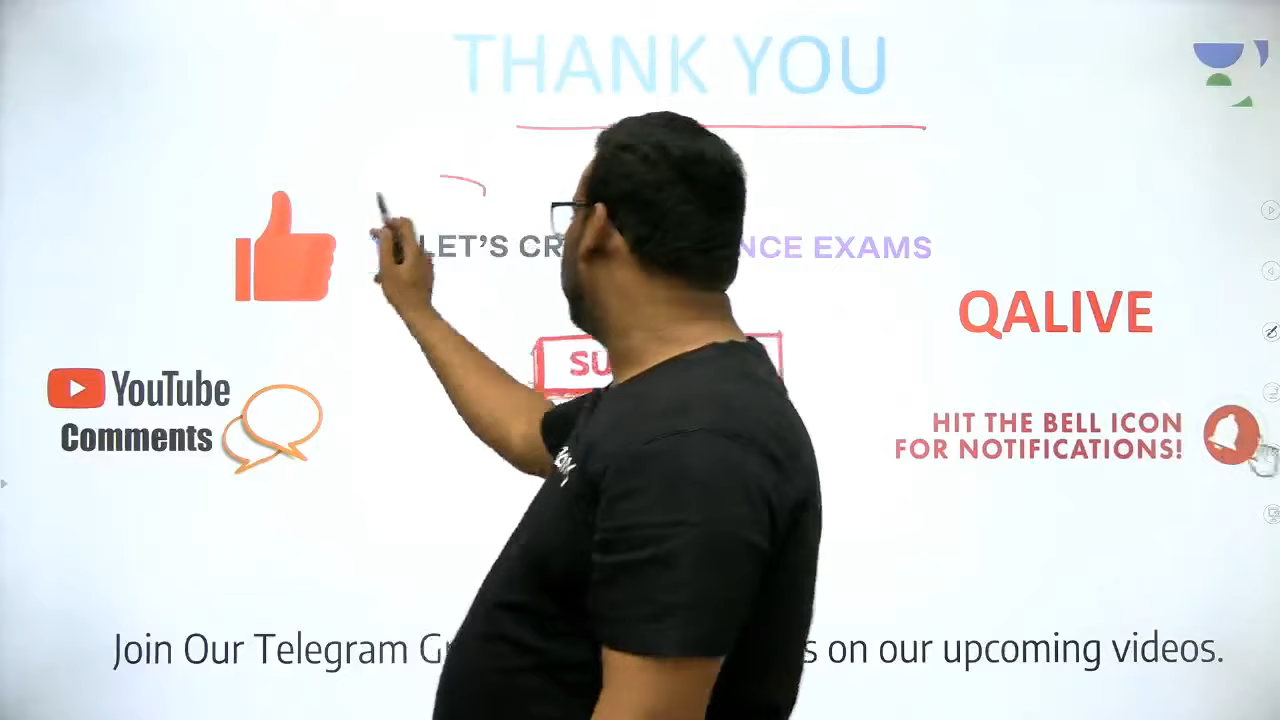 THANK YOU
LET'S CR NCE EXAMS
QALIVE
SU
YouTube
Comments
HIT THE BELL ICON
FOR NOTIFICATIONS!
Join Our Telegram Gr s on our upcoming videos.